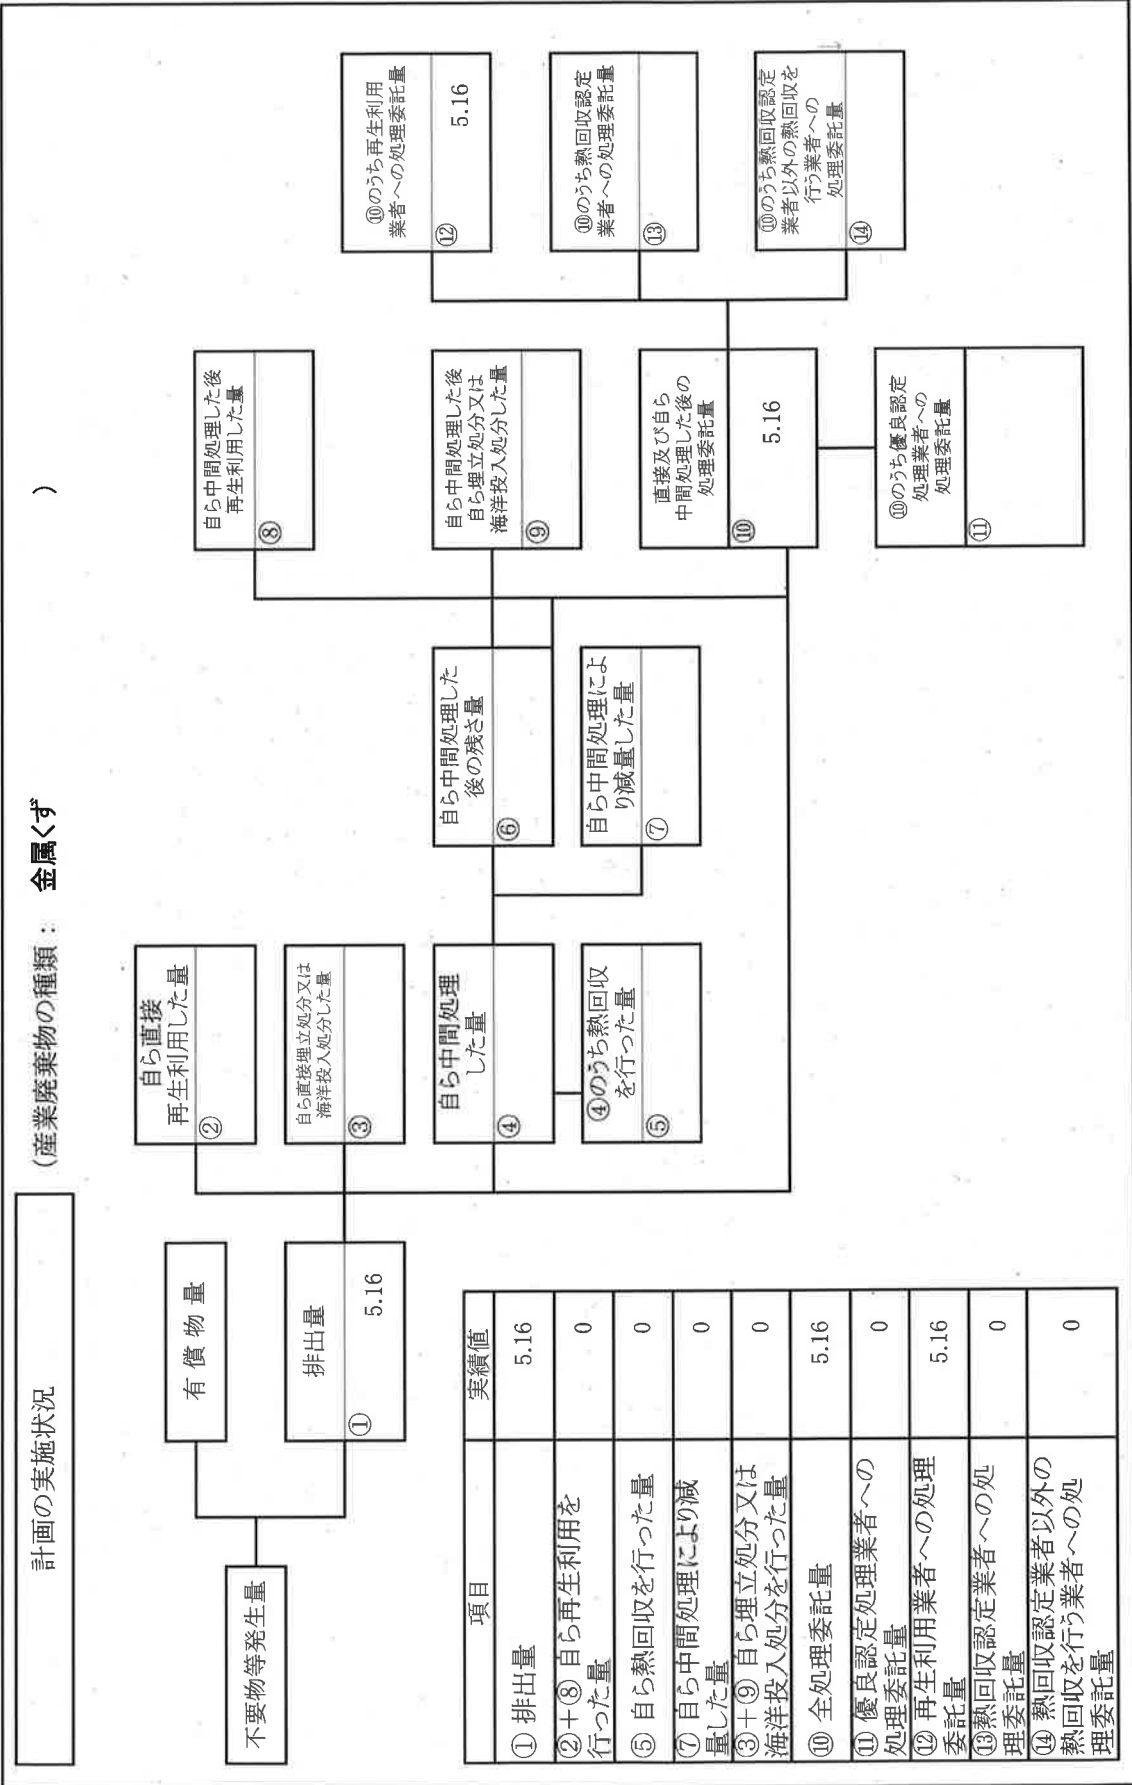 計画の実施状況
(産業廃棄物の種類： 金属くず )
不要物等発生量
有償物量
排出量
① 5.16
自ら直接
再生利用した量
②
自ら直接埋立処分又は
海洋投入処分した量
③
自ら中間処理
した量
④
④のうち熱回収
を行った量
⑤
自ら中間処理した
後の残さ量
⑥
自ら中間処理によ
り減量した量
⑦
自ら中間処理した後
再生利用した量
⑧
自ら中間処理した後
自ら埋立処分又は
海洋投入処分した量
⑨
直接及び自ら
中間処理した後の
処理委託量
⑩ 5.16
⑩のうち優良認定
処理業者への
処理委託量
⑪
⑩のうち再生利用
業者への処理委託量
⑫ 5.16
⑩のうち熱回収認定
業者への処理委託量
⑬
⑩のうち熱回収認定
業者以外の熱回収を
行う業者への
処理委託量
⑭
項目 実績値
① 排出量 5.16
②＋⑧ 自ら再生利用を
行った量 0
⑤ 自ら熱回収を行った量 0
⑦ 自ら中間処理により減
量した量 0
③＋⑨ 自ら埋立処分又は
海洋投入処分を行った量 0
⑩ 全処理委託量 5.16
⑪ 優良認定処理業者への
処理委託量 0
⑫ 再生利用業者への処理
委託量 5.16
⑬熱回収認定業者への処
理委託量 0
⑭ 熱回収認定業者以外の
熱回収を行う業者への処
理委託量 0